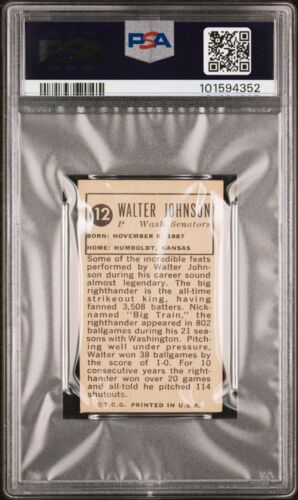 PSA
PSA
101594352
12 WALTER JOHNSON
P Wash. Senators
BORN: NOVEMBER 6, 1887
HOME: HUMBOLDT, KANSAS
Some of the incredible feats
performed by Walter John-
son during his career sound
almost legendary. The big
righthander is the all-time
strikeout king, having
fanned 3,508 batters. Nick-
named "Big Train," the
righthander appeared in 802
ballgames during his 21 sea-
sons with Washington. Pitch-
ing well under pressure,
Walter won 38 ballgames by
the score of 1-0. For 10
consecutive years the right-
hander won over 20 games
and all-told he pitched 114
shutouts.
©T.C.G. PRINTED IN U.S.A.